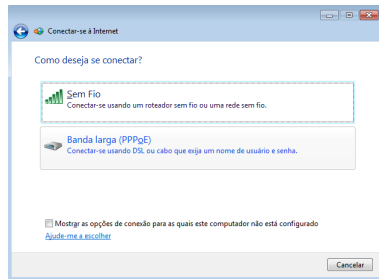 Conectar-se à Internet
Como deseja se conectar?
Sem Fio
Conectar-se usando um roteador sem fio ou uma rede sem fio.
Banda larga (PPPoE)
Conectar-se usando DSL ou cabo que exija um nome de usuário e senha.
Mostrar as opções de conexão para as quais este computador não está configurado
Ajude-me a escolher
Cancelar